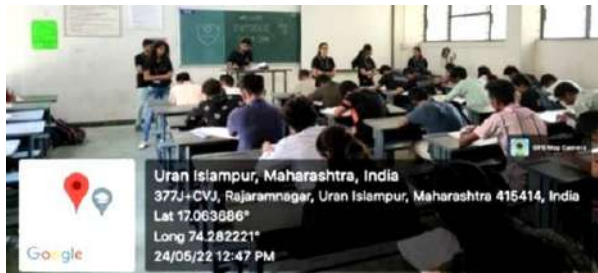 GPS Map Camera
Uran Islampur, Maharashtra, India
377J+CVJ, Rajaramnagar, Uran Islampur, Maharashtra 415414, India
Lat 17.063686°
Long 74.282221°
24/05/22 12:47 PM
Google